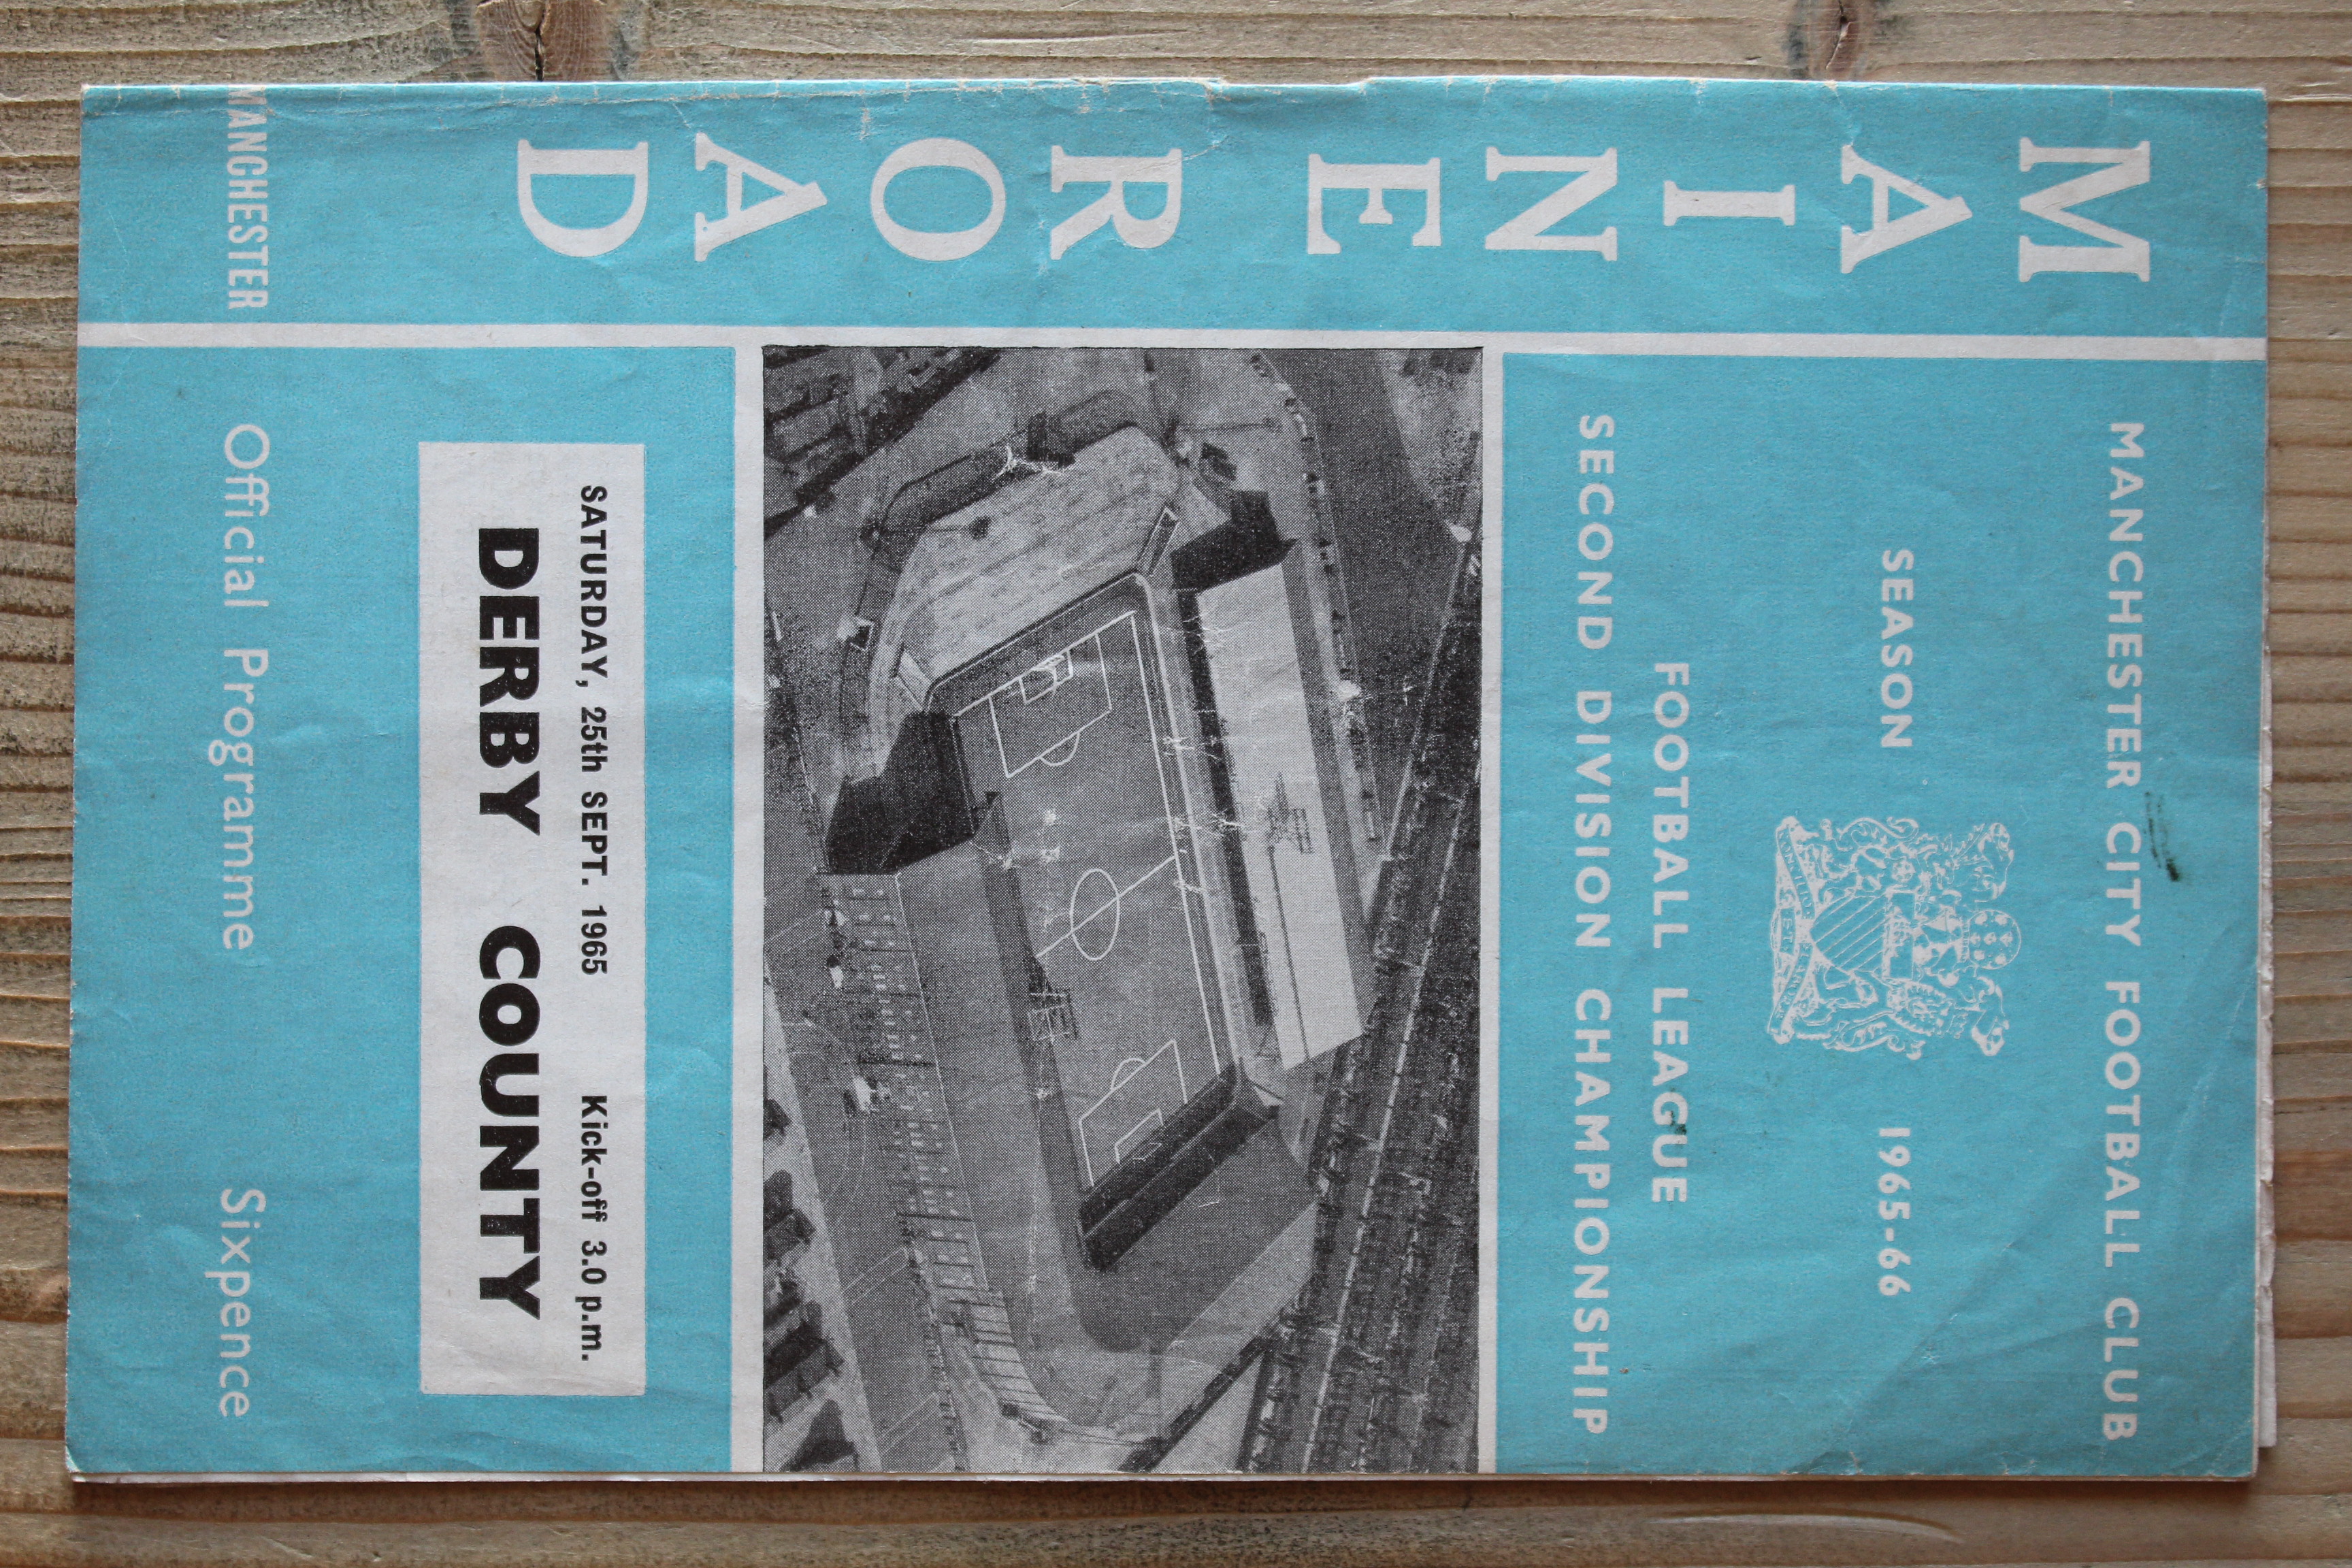 MANCHESTER CITY FOOTBALL CLUB
SEASON 1965-66
FOOTBALL LEAGUE
SECOND DIVISION CHAMPIONSHIP
MAINE ROAD
SATURDAY, 25th SEPT. 1965 Kick-off 3.0 p.m.
DERBY COUNTY
MANCHESTER Official Programme Sixpence